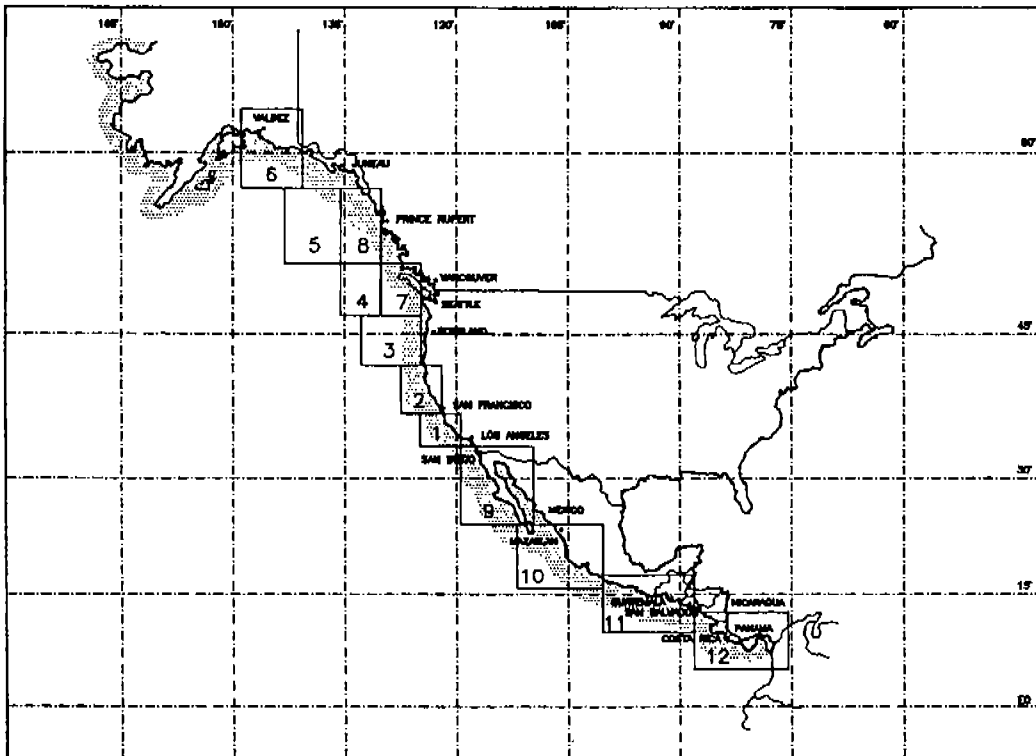 165° 150° 135° 120° 105° 90° 75° 60°
VALDEZ
60°
JUNEAU
6
PRINCE RUPERT
5
8
VANCOUVER
SEATTLE
4
7
45°
3
2
SAN FRANCISCO
1
LOS ANGELES
SAN DIEGO
30°
9
MEXICO
MAZATLAN
10
15°
GUATEMALA
NICARAGUA
SAN SALVADOR
11
PANAMA
COSTA RICA
12